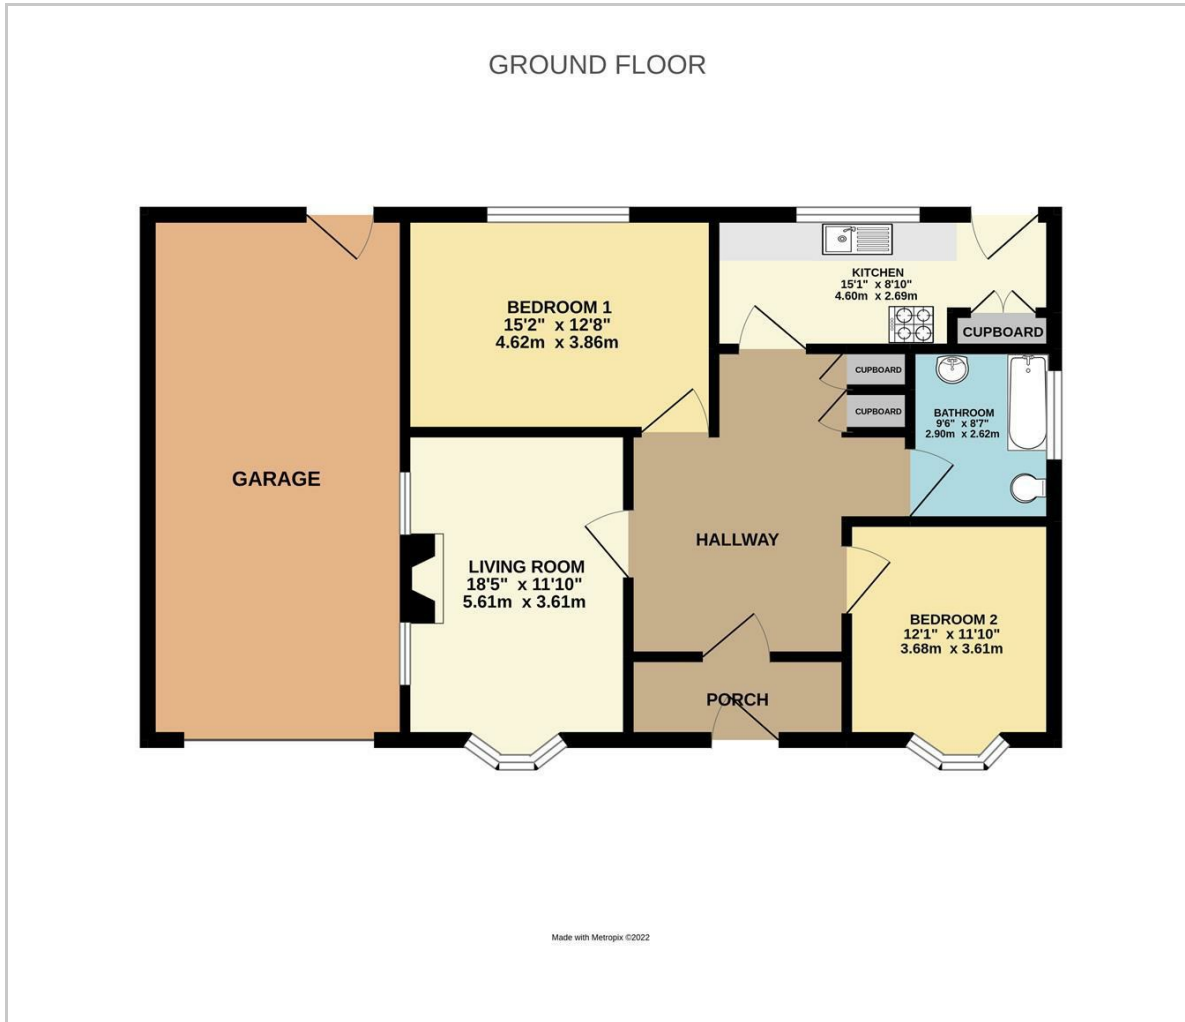 GROUND FLOOR
KITCHEN
15'1" x 8'10"
4.60m x 2.69m
BEDROOM 1
15'2" x 12'8"
4.62m x 3.86m
CUPBOARD
CUPBOARD
CUPBOARD
BATHROOM
9'6" x 8'7"
2.90m x 2.62m
GARAGE
HALLWAY
LIVING ROOM
18'5" x 11'10"
5.61m x 3.61m
BEDROOM 2
12'1" x 11'10"
3.68m x 3.61m
PORCH
Made with Metropix ©2022